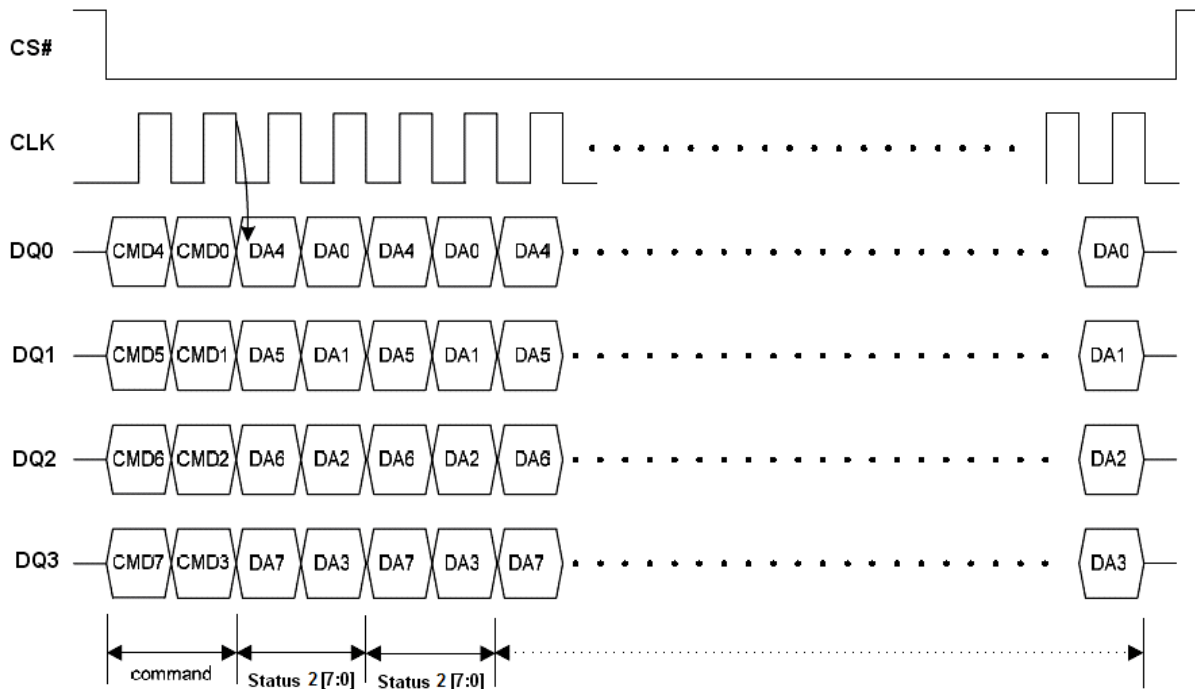 CS#
CLK
DQ0 CMD4 CMD0 DA4 DA0 DA4 DA0 DA4 DA0
DQ1 CMD5 CMD1 DA5 DA1 DA5 DA1 DA5 DA1
DQ2 CMD6 CMD2 DA6 DA2 DA6 DA2 DA6 DA2
DQ3 CMD7 CMD3 DA7 DA3 DA7 DA3 DA7 DA3
command Status 2 [7:0] Status 2 [7:0]